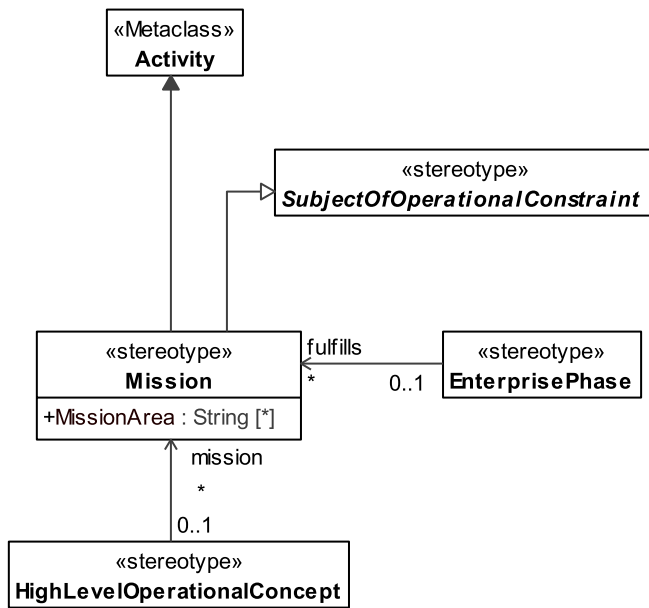 «Metaclass»
Activity
«stereotype»
SubjectOfOperationalConstraint
«stereotype»
Mission
+MissionArea : String [*]
fulfills
*
0..1
«stereotype»
EnterprisePhase
mission
*
0..1
«stereotype»
HighLevelOperationalConcept